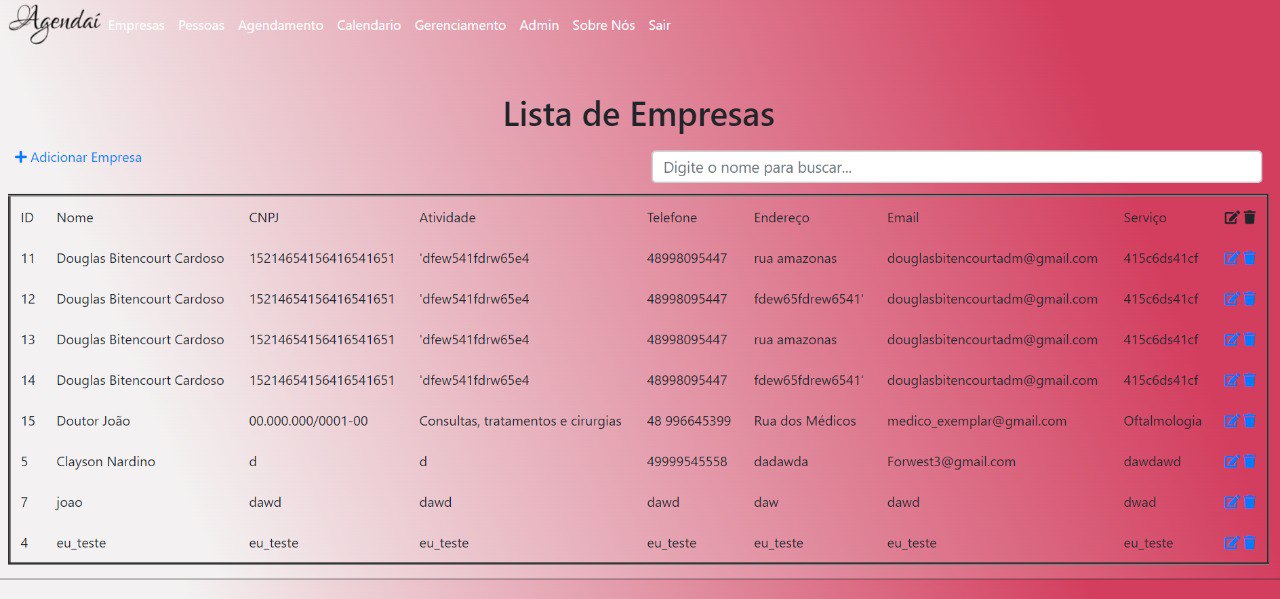 Agendaí Empresas Pessoas Agendamento Calendario Gerenciamento Admin Sobre Nós Sair
Lista de Empresas
Adicionar Empresa
Digite o nome para buscar...
ID Nome CNPJ Atividade Telefone Endereço Email Serviço
11 Douglas Bitencourt Cardoso 15214654156416541651 'dfew541fdrw65e4 48998095447 rua amazonas douglasbitencourtadm@gmail.com 415c6ds41cf
12 Douglas Bitencourt Cardoso 15214654156416541651 'dfew541fdrw65e4 48998095447 fdew65fdrew6541' douglasbitencourtadm@gmail.com 415c6ds41cf
13 Douglas Bitencourt Cardoso 15214654156416541651 'dfew541fdrw65e4 48998095447 rua amazonas douglasbitencourtadm@gmail.com 415c6ds41cf
14 Douglas Bitencourt Cardoso 15214654156416541651 'dfew541fdrw65e4 48998095447 fdew65fdrew6541' douglasbitencourtadm@gmail.com 415c6ds41cf
15 Doutor João 00.000.000/0001-00 Consultas, tratamentos e cirurgias 48 996645399 Rua dos Médicos medico_exemplar@gmail.com Oftalmologia
5 Clayson Nardino d d 49999545558 dadawda Forwest3@gmail.com dawdawd
7 joao dawd dawd dawd daw dawd dwad
4 eu_teste eu_teste eu_teste eu_teste eu_teste eu_teste eu_teste